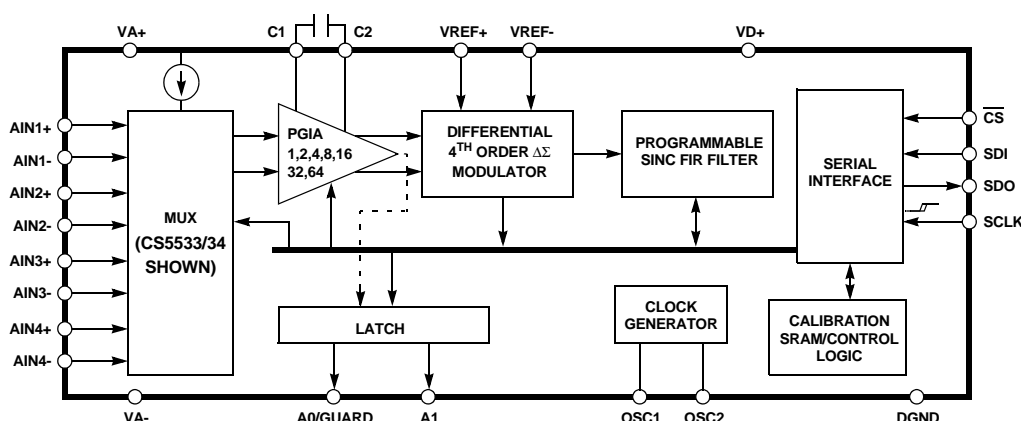 VA+
C1
C2
VREF+
VREF-
VD+
AIN1+
AIN1-
AIN2+
AIN2-
AIN3+
AIN3-
AIN4+
AIN4-
MUX
(CS5533/34
SHOWN)
PGIA
1,2,4,8,16
32,64
DIFFERENTIAL
4TH ORDER ΔΣ
MODULATOR
PROGRAMMABLE
SINC FIR FILTER
SERIAL
INTERFACE
CS
SDI
SDO
SCLK
LATCH
CLOCK
GENERATOR
CALIBRATION
SRAM/CONTROL
LOGIC
VA-
A0/GUARD
A1
OSC1
OSC2
DGND